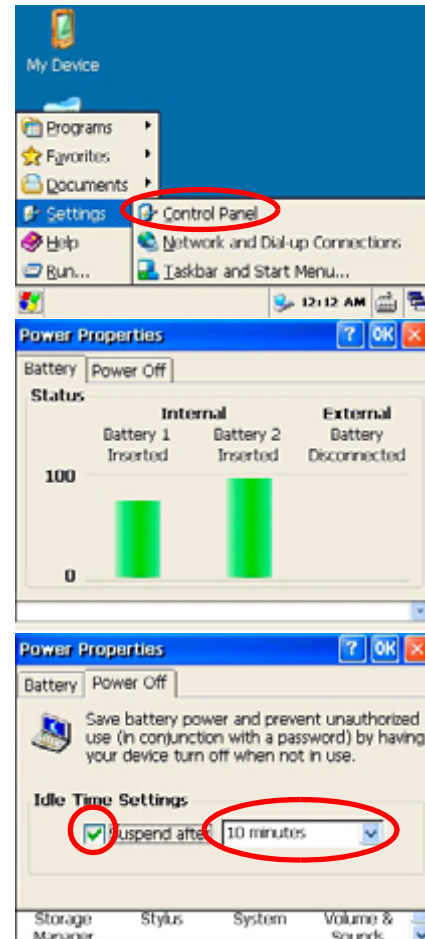 My Device
Programs
Favorites
Documents
Settings
Control Panel
Help
Network and Dial-up Connections
Run...
Taskbar and Start Menu...
12:12 AM
Power Properties
? OK ×
Battery
Power Off
Status
Internal
External
Battery 1
Battery 2
Battery
Inserted
Inserted
Disconnected
100
0
Power Properties
? OK ×
Battery
Power Off
Save battery power and prevent unauthorized
use (in conjunction with a password) by having
your device turn off when not in use.
Idle Time Settings
Suspend after
10 minutes
Storage
Stylus
System
Volume &
Manager
Sounds